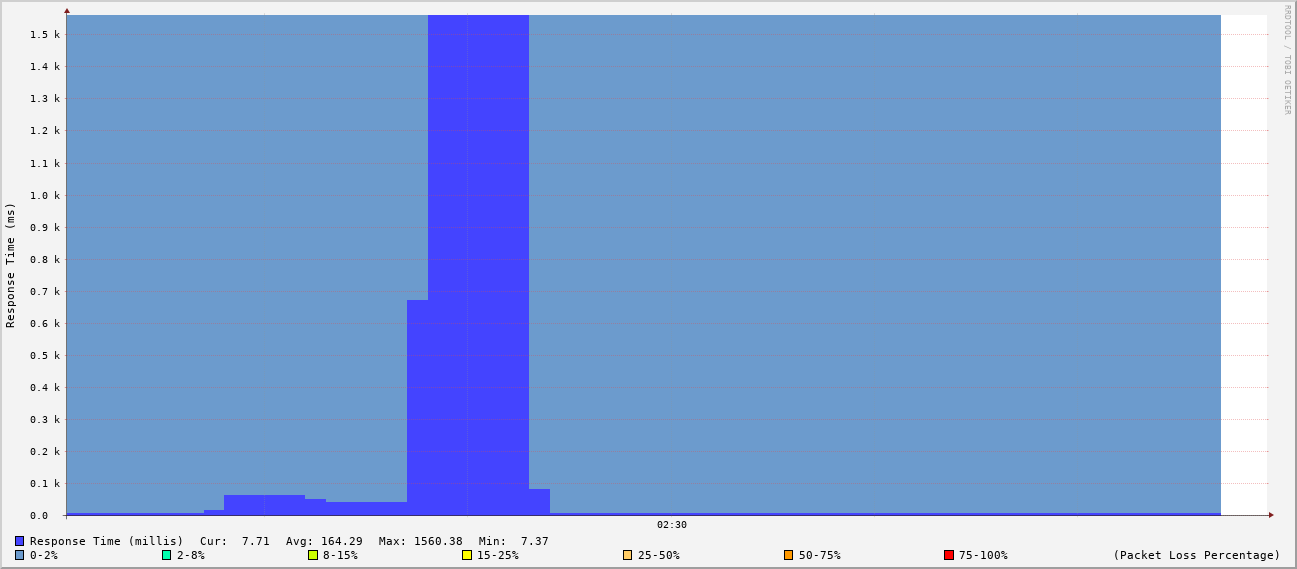 RRDTOOL / TOBI OETIKER
Response Time (ms)
1.5 k
1.4 k
1.3 k
1.2 k
1.1 k
1.0 k
0.9 k
0.8 k
0.7 k
0.6 k
0.5 k
0.4 k
0.3 k
0.2 k
0.1 k
0.0
02:30
Response Time (millis) Cur: 7.71 Avg: 164.29 Max: 1560.38 Min: 7.37
0-2% 2-8% 8-15% 15-25% 25-50% 50-75% 75-100% (Packet Loss Percentage)